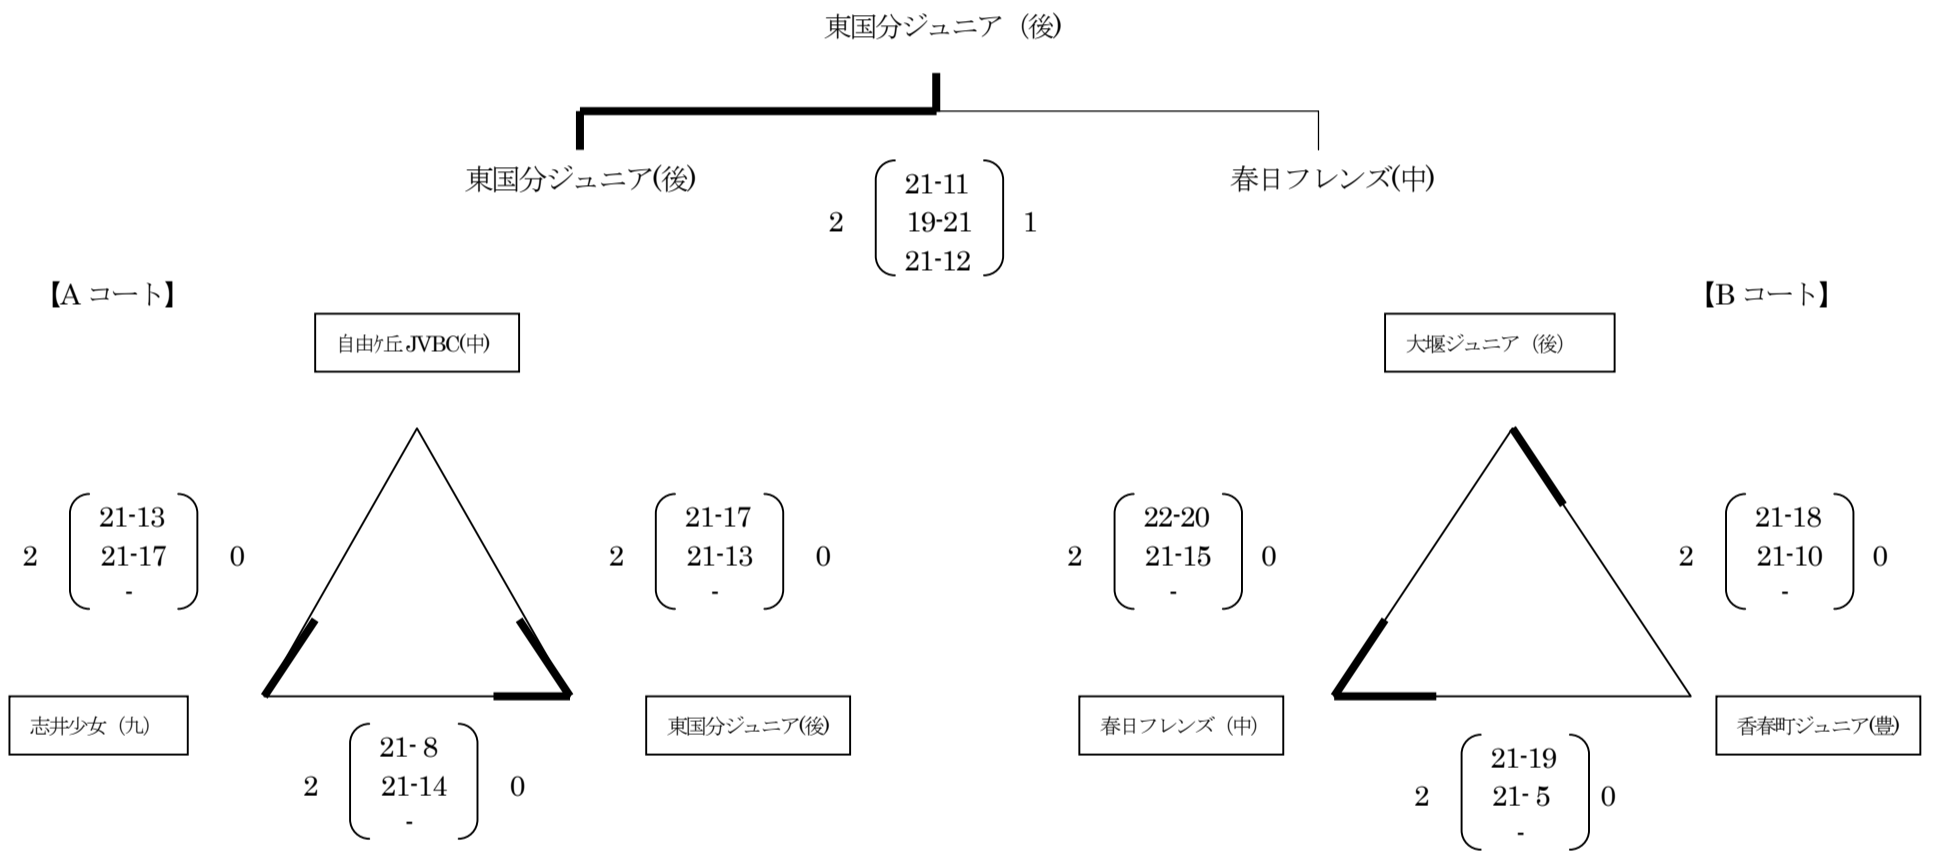 東国分ジュニア（後）
東国分ジュニア(後)
春日フレンズ(中)
21-11
2 19-21 1
21-12
【A コート】
【B コート】
自由ケ丘 JVBC(中)
大堰ジュニア（後）
21-13
2 21-17 0
-
21-17
2 21-13 0
-
22-20
2 21-15 0
-
21-18
2 21-10 0
-
志井少女（九）
東国分ジュニア(後)
春日フレンズ（中）
香春町ジュニア(豊)
21- 8
2 21-14 0
-
21-19
2 21- 5 0
-